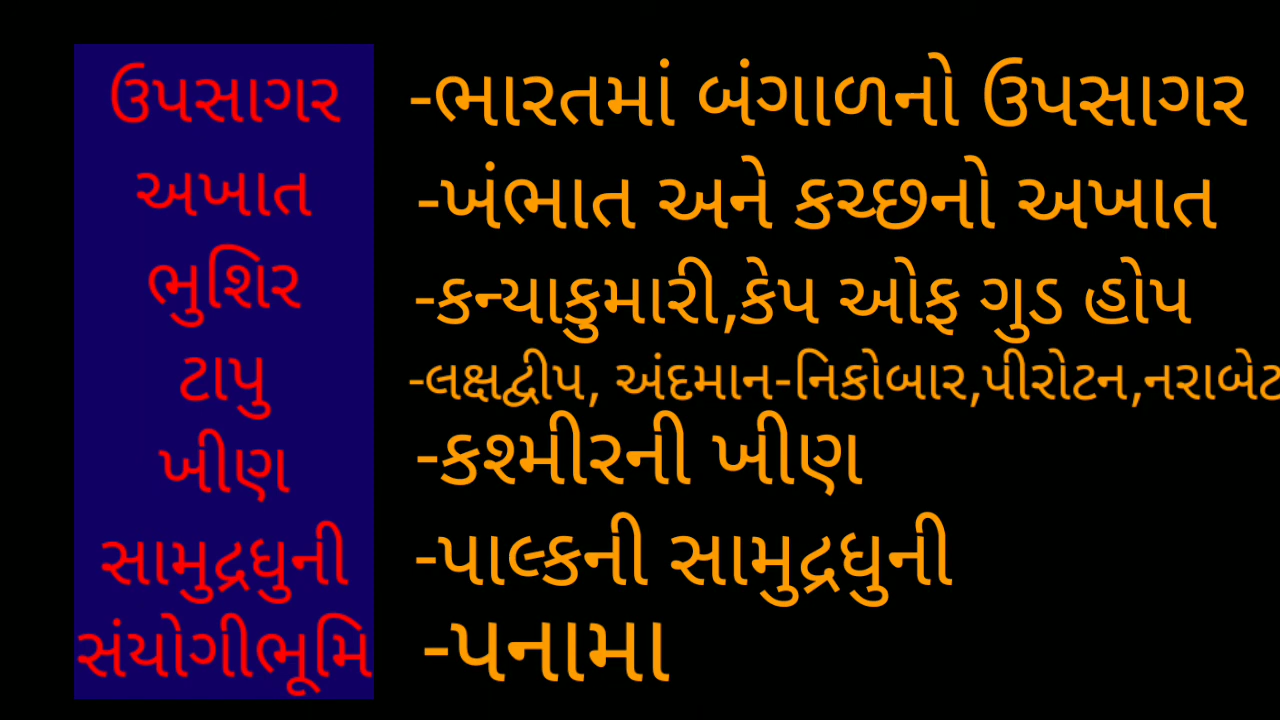 ઉપસાગર -ભારતમાં બંગાળનો ઉપસાગર
અખાત -ખંભાત અને કચ્છનો અખાત
ભુશિર -કન્યાકુમારી,કેપ ઓફ ગુડ હોપ
ટાપુ -લક્ષદ્વીપ, અંદમાન-નિકોબાર,પીરોટન,નરાબેટ
ખીણ -કશ્મીરની ખીણ
સામુદ્રધુની -પાલ્કની સામુદ્રધુની
સંયોગીભૂમિ -પનામા